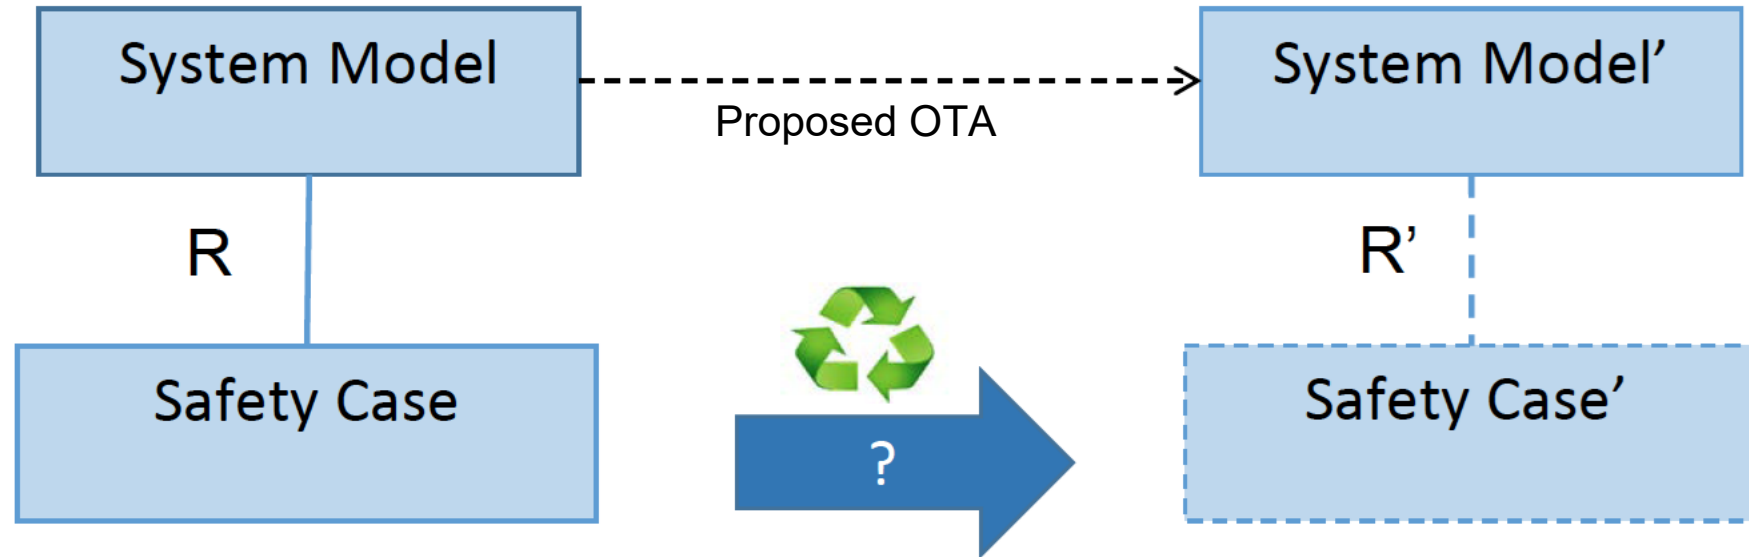 System Model
System Model’
Proposed OTA
R
R’
Safety Case
?
Safety Case’